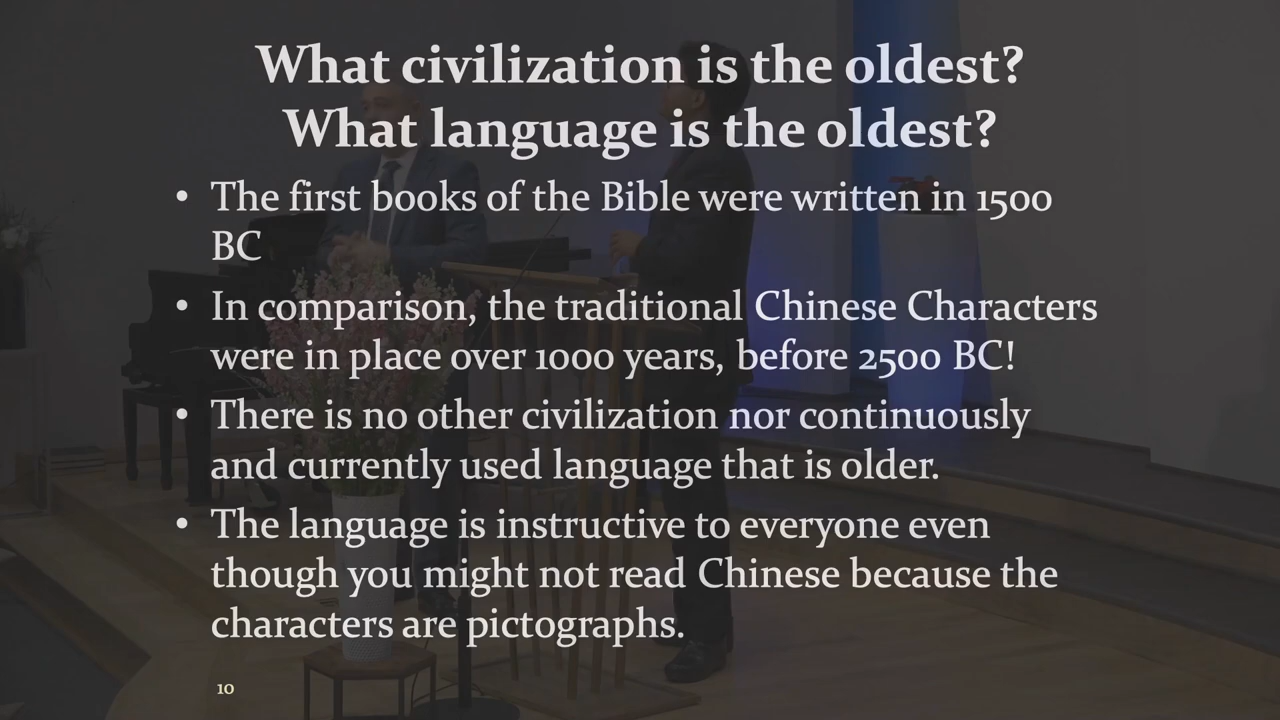 What civilization is the oldest?
What language is the oldest?
• The first books of the Bible were written in 1500
BC
• In comparison, the traditional Chinese Characters
were in place over 1000 years, before 2500 BC!
• There is no other civilization nor continuously
and currently used language that is older.
• The language is instructive to everyone even
though you might not read Chinese because the
characters are pictographs.
10